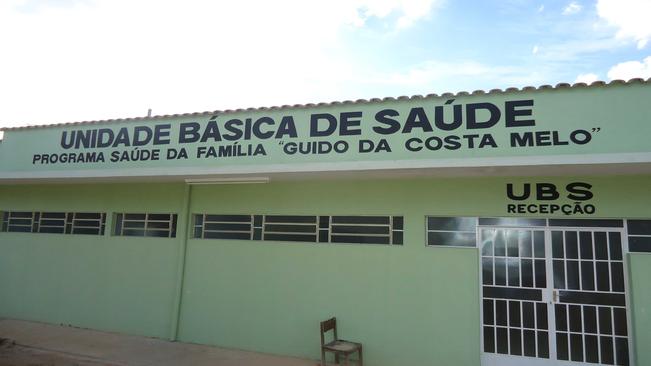 UNIDADE BÁSICA DE SAÚDE
PROGRAMA SAÚDE DA FAMÍLIA "GUIDO DA COSTA MELO"
UBS
RECEPÇÃO